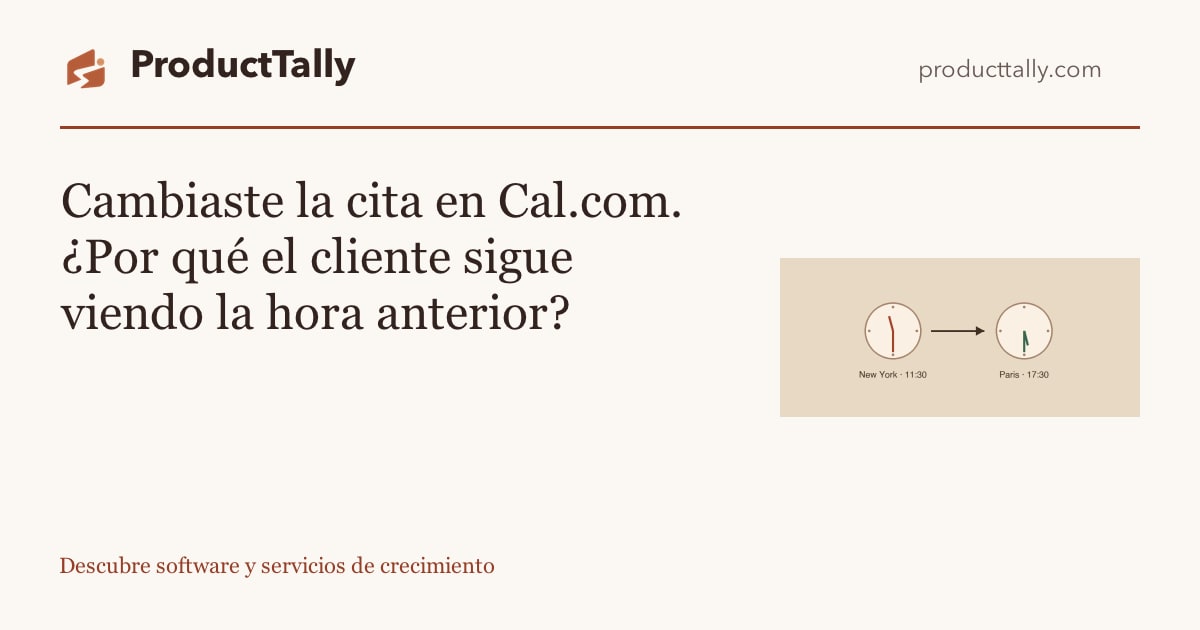 ProductTally
producttally.com
Cambiaste la cita en Cal.com.
¿Por qué el cliente sigue
viendo la hora anterior?
New York · 11:30
Paris · 17:30
Descubre software y servicios de crecimiento